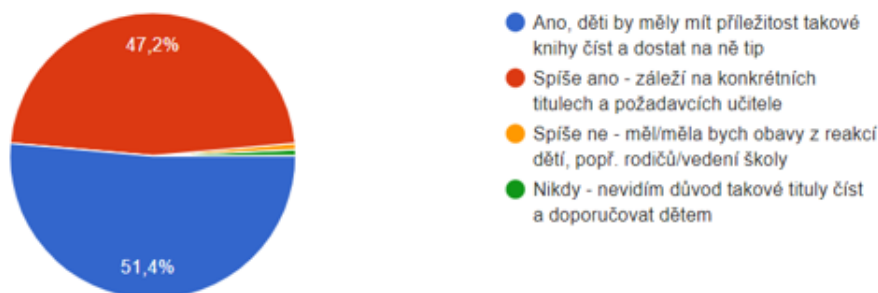 47,2%
51,4%
Ano, děti by měly mít příležitost takové
knihy číst a dostat na ně tip
Spíše ano - záleží na konkrétních
titulech a požadavcích učitele
Spíše ne - měl/měla bych obavy z reakcí
dětí, popř. rodičů/vedení školy
Nikdy - nevidím důvod takové tituly číst
a doporučovat dětem